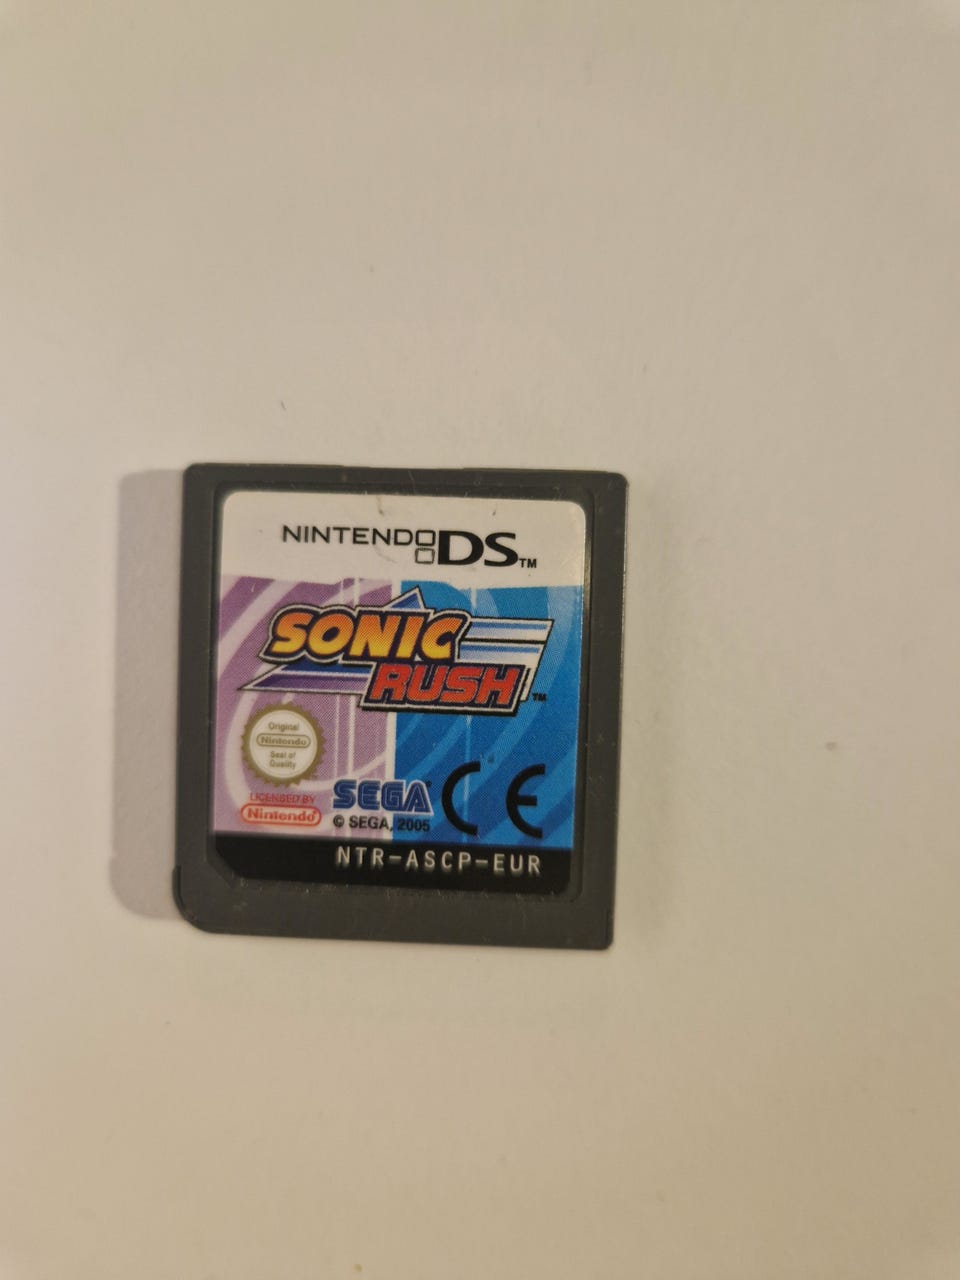 NINTENDO DS™
SONIC
RUSH™
Original
Nintendo
Seal of
Quality
LICENSED BY
Nintendo
SEGA®
© SEGA, 2005
CE
NTR-ASCP-EUR